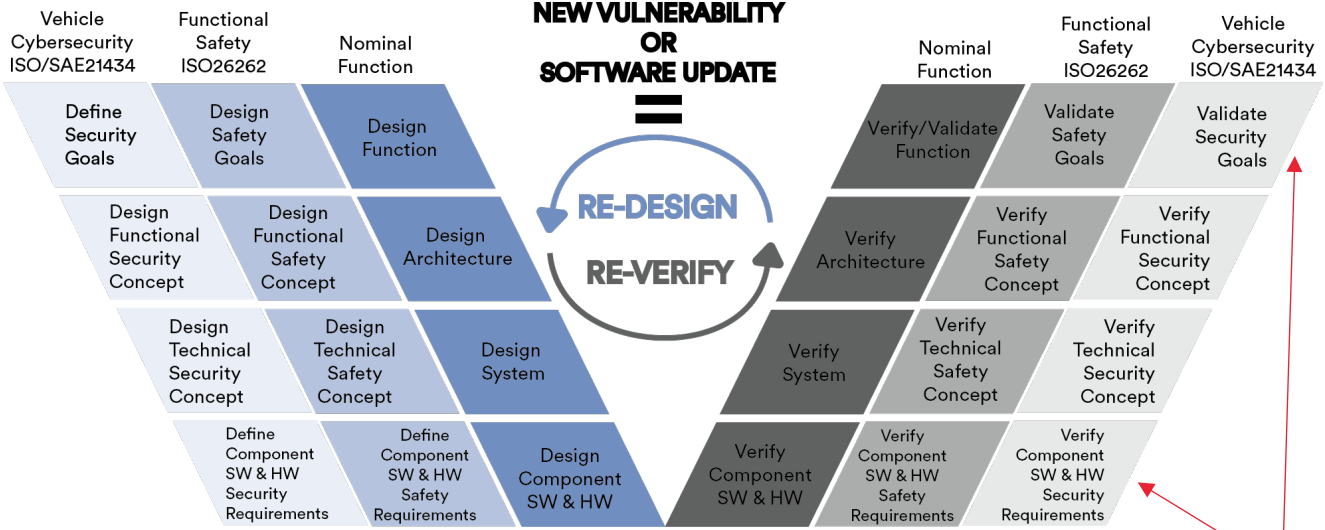 Vehicle
Cybersecurity
ISO/SAE21434
Functional
Safety
ISO26262
Nominal
Function
NEW VULNERABILITY
OR
SOFTWARE UPDATE
=
Nominal
Function
Functional
Safety
ISO26262
Vehicle
Cybersecurity
ISO/SAE21434
Define
Security
Goals
Design
Safety
Goals
Design
Function
RE-DESIGN
RE-VERIFY
Verify/Validate
Function
Validate
Safety
Goals
Validate
Security
Goals
Design
Functional
Security
Concept
Design
Functional
Safety
Concept
Design
Architecture
Verify
Architecture
Verify
Functional
Safety
Concept
Verify
Functional
Security
Concept
Design
Technical
Security
Concept
Design
Technical
Safety
Concept
Design
System
Verify
System
Verify
Technical
Safety
Concept
Verify
Technical
Security
Concept
Define
Component
SW & HW
Security
Requirements
Define
Component
SW & HW
Safety
Requirements
Design
Component
SW & HW
Verify
Component
SW & HW
Verify
Component
SW & HW
Safety
Requirements
Verify
Component
SW & HW
Security
Requirements